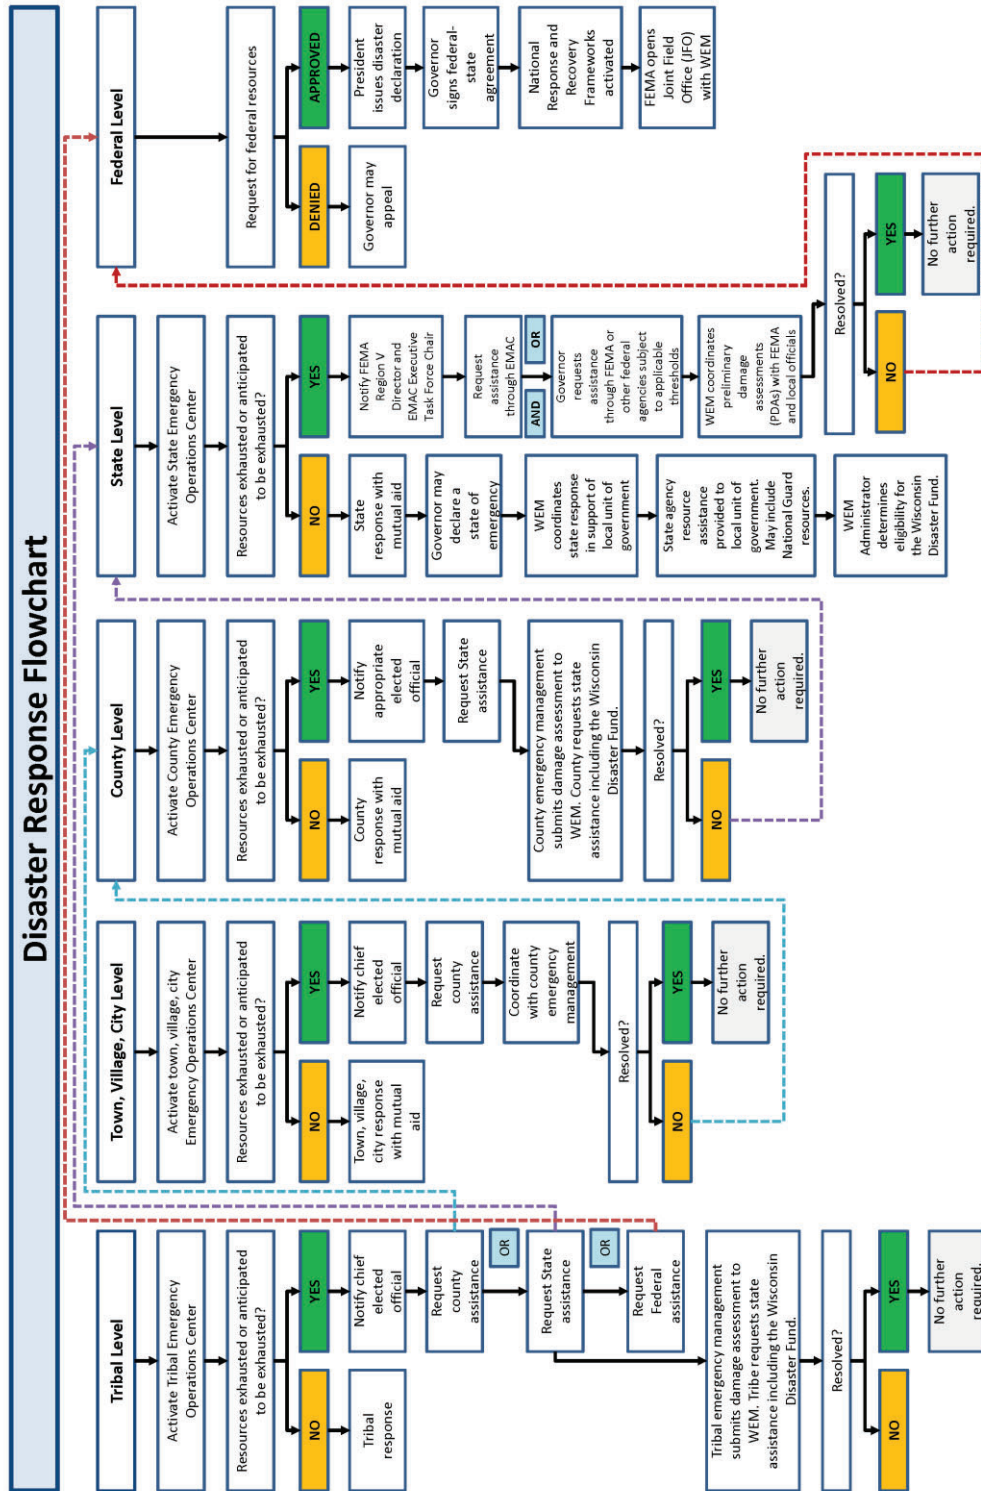 Disaster Response Flowchart
Tribal Level
Activate Tribal Emergency
Operations Center
Resources exhausted or anticipated
to be exhausted?
NO
YES
Tribal
response
Notify chief
elected
official
Request
county
assistance
OR
Request State
assistance
OR
Request
Federal
assistance
Tribal emergency management
submits damage assessment to
WEM. Tribe requests state
assistance including the Wisconsin
Disaster Fund.
Resolved?
NO
YES
No further
action
required.
Town, Village, City Level
Activate town, village, city
Emergency Operations Center
Resources exhausted or anticipated
to be exhausted?
NO
YES
Town, village,
city response
with mutual
aid
Notify chief
elected
official
Request
county
assistance
Coordinate
with county
emergency
management
Resolved?
NO
YES
No further
action
required.
County Level
Activate County Emergency
Operations Center
Resources exhausted or anticipated
to be exhausted?
NO
YES
County
response with
mutual aid
Notify
appropriate
elected
official
Request State
assistance
County emergency management
submits damage assessment to
WEM. County requests state
assistance including the Wisconsin
Disaster Fund.
Resolved?
NO
YES
No further
action
required.
State Level
Activate State Emergency
Operations Center
Resources exhausted or anticipated
to be exhausted?
NO
YES
State
response with
mutual aid
Governor may
declare a
state of
emergency
WEM
coordinates
state response
in support of
local unit of
government
State agency
resource
assistance
provided to
local unit of
government.
May include
National Guard
resources.
WEM
Administrator
determines
eligibility for
the Wisconsin
Disaster Fund.
Notify FEMA
Region V
Director and
EMAC Executive
Task Force Chair
Request
assistance
through EMAC
AND
OR
Governor
requests
assistance
through FEMA or
other federal
agencies subject
to applicable
thresholds
WEM coordinates
preliminary
damage
assessments
(PDAs) with FEMA
and local officials
Resolved?
NO
YES
No further
action
required.
Federal Level
Request for federal resources
DENIED
APPROVED
Governor may
appeal
President
issues disaster
declaration
Governor
signs federal-
state
agreement
National
Response and
Recovery
Frameworks
activated
FEMA opens
Joint Field
Office (JFO)
with WEM